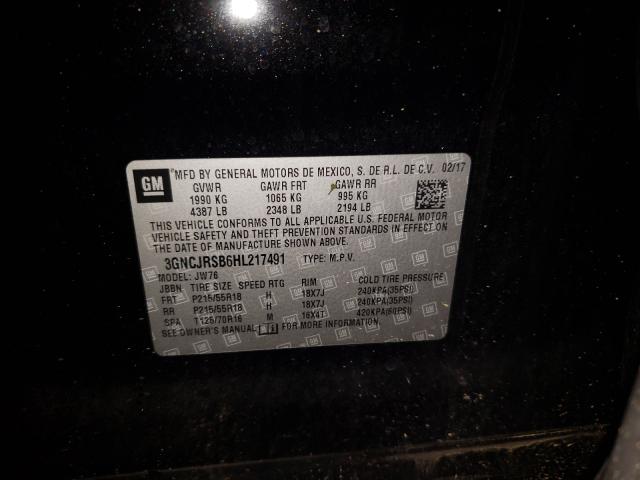 GM
MFD BY GENERAL MOTORS DE MEXICO, S. DE R.L. DE C.V. 02/17
GVWR GAWR FRT GAWR RR
1990 KG 1065 KG 995 KG
4387 LB 2348 LB 2194 LB
THIS VEHICLE CONFORMS TO ALL APPLICABLE U.S. FEDERAL MOTOR
VEHICLE SAFETY AND THEFT PREVENTION STANDARDS IN EFFECT ON
THE DATE OF MANUFACTURE SHOWN ABOVE.
3GNCJRSB6HL217491 TYPE: M.P.V.
MODEL: JW76
JBBN TIRE SIZE SPEED RTG RIM COLD TIRE PRESSURE
FRT P215/55R18 H 18X7J 240KPA(35PSI)
RR P215/55R18 H 18X7J 240KPA(35PSI)
SPA T125/70R16 M 16X4T 420KPA(60PSI)
SEE OWNER'S MANUAL FOR MORE INFORMATION.